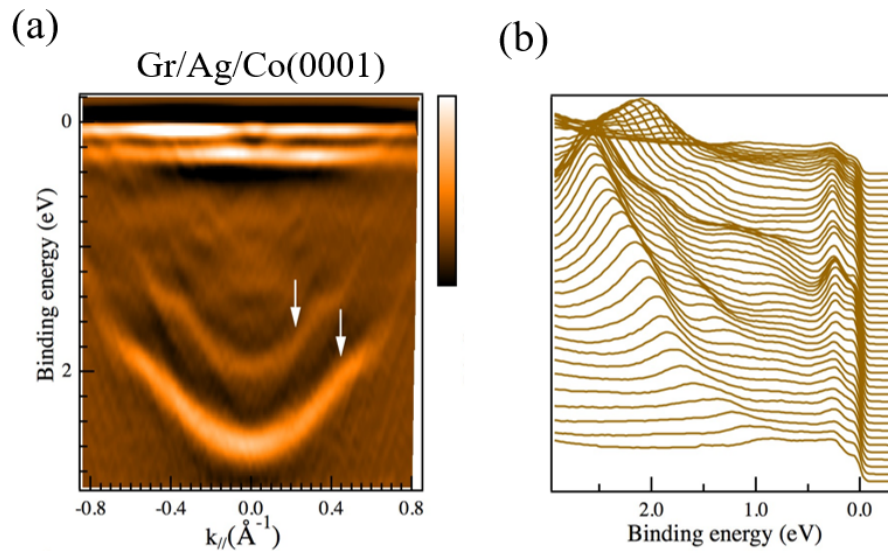 (a)
Gr/Ag/Co(0001)
0
2
Binding energy (eV)
-0.8 -0.4 0.0 0.4 0.8
k//(Å-1)
(b)
2.0 1.0 0.0
Binding energy (eV)